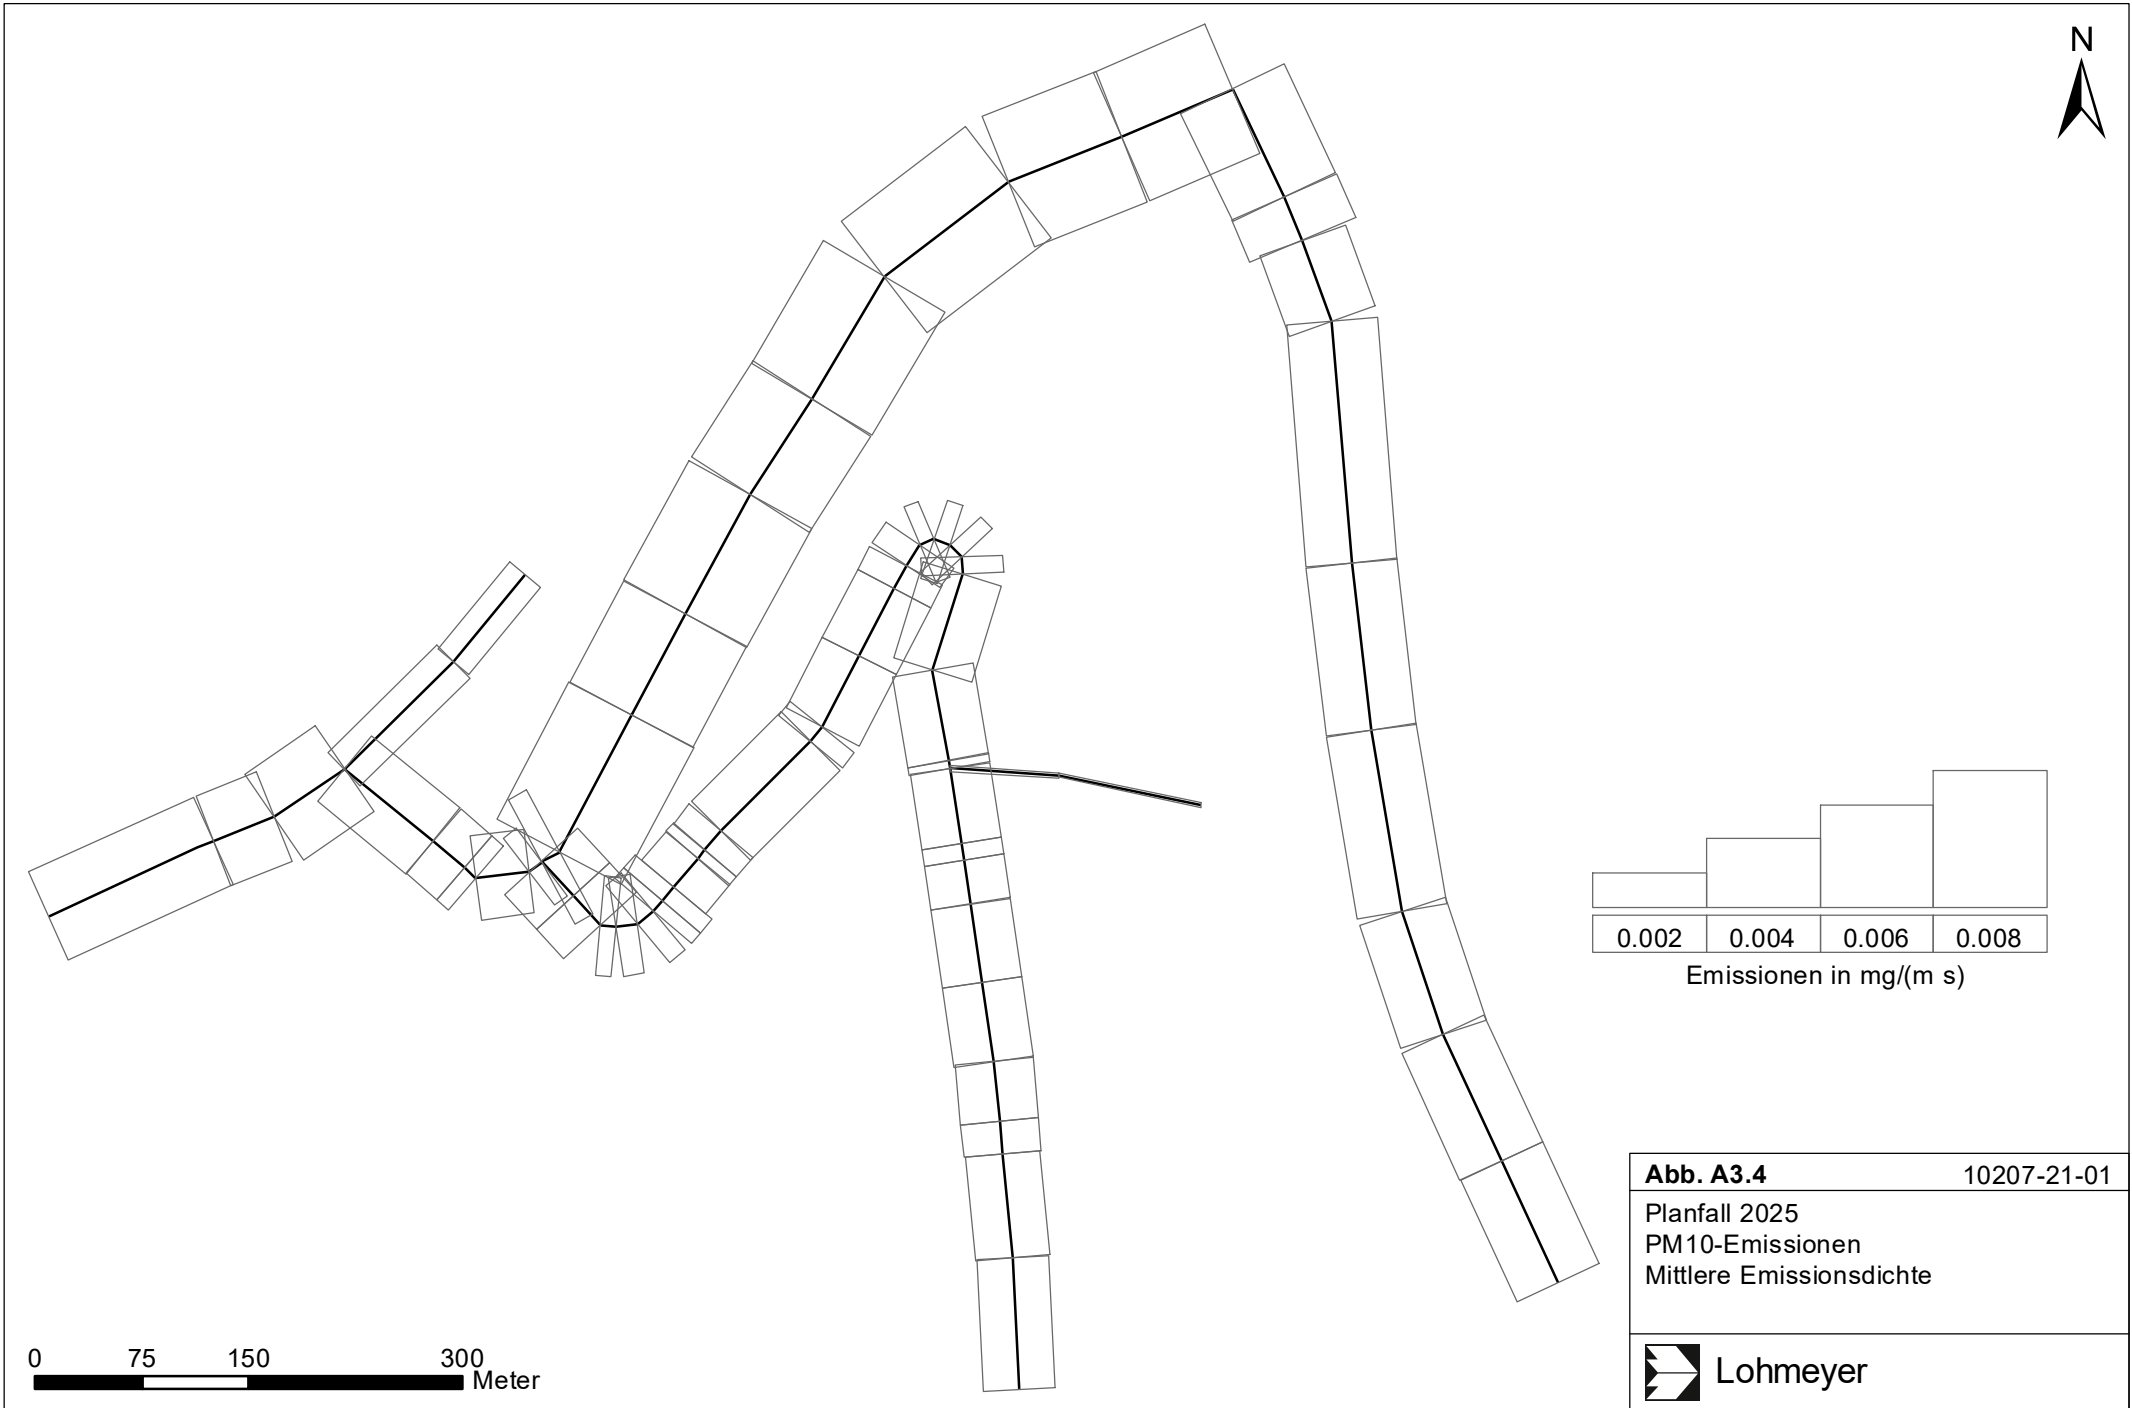 N
0.002 0.004 0.006 0.008
Emissionen in mg/(m s)
Abb. A3.4 10207-21-01
Planfall 2025
PM10-Emissionen
Mittlere Emissionsdichte
Lohmeyer
0 75 150 300
Meter